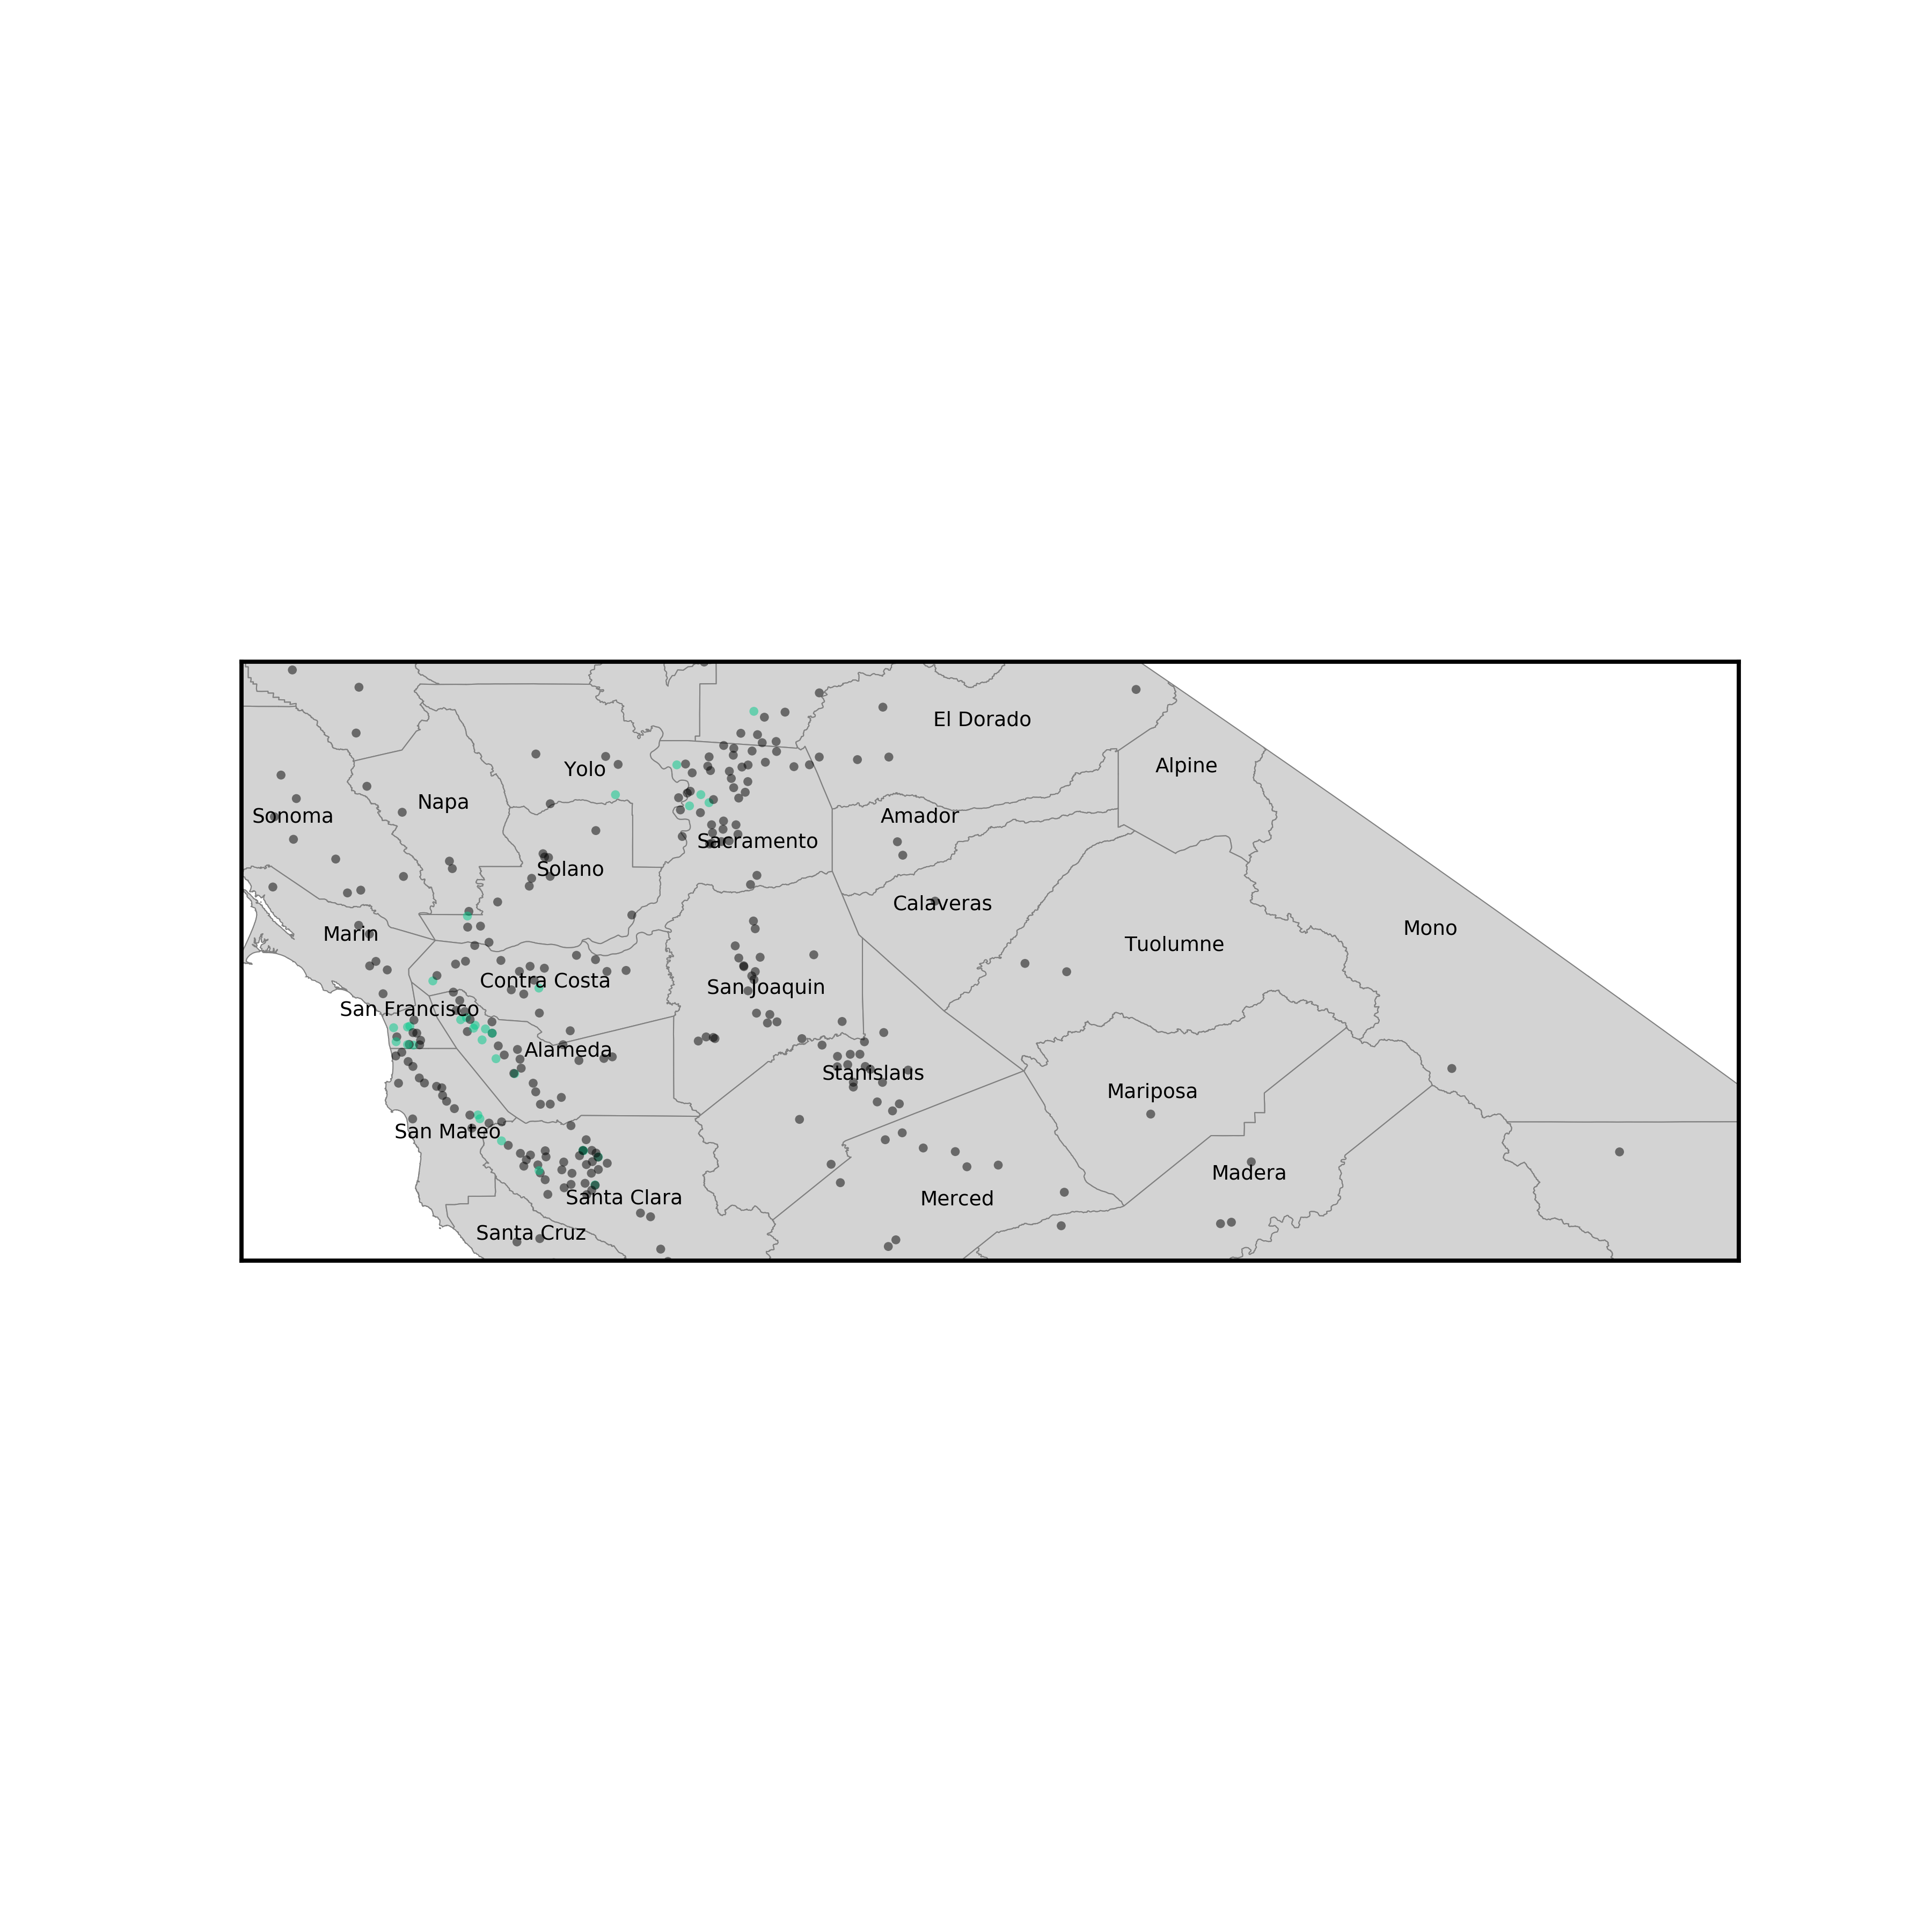 El Dorado
Yolo
Alpine
Napa
Sonoma
Amador
Sacramento
Solano
Calaveras
Mono
Marin
Tuolumne
Contra Costa
San Joaquin
San Francisco
Alameda
Stanislaus
Mariposa
San Mateo
Madera
Santa Clara
Merced
Santa Cruz